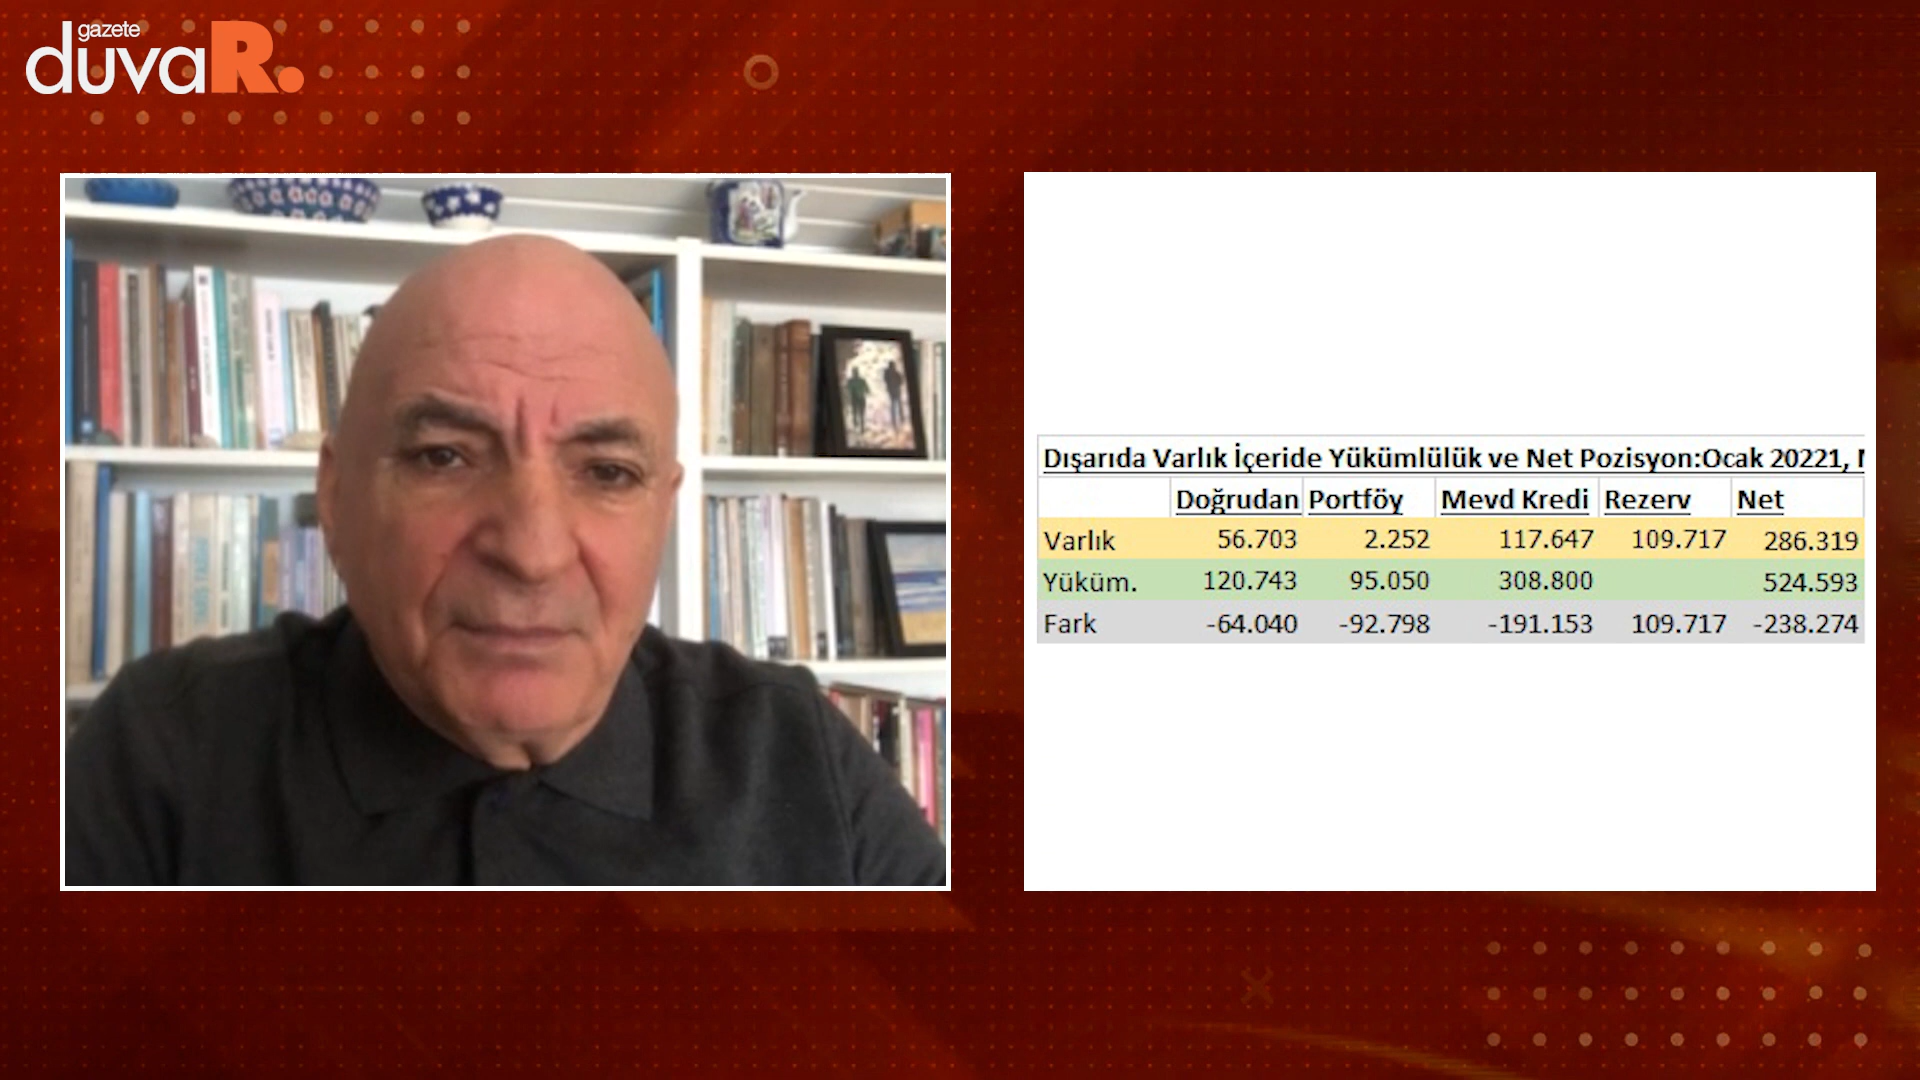 gazete
duvaR.
Dışarıda Varlık İçeride Yükümlülük ve Net Pozisyon:Ocak 20221,
Doğrudan Portföy Mevd Kredi Rezerv Net
Varlık 56.703 2.252 117.647 109.717 286.319
Yüküm. 120.743 95.050 308.800 524.593
Fark -64.040 -92.798 -191.153 109.717 -238.274